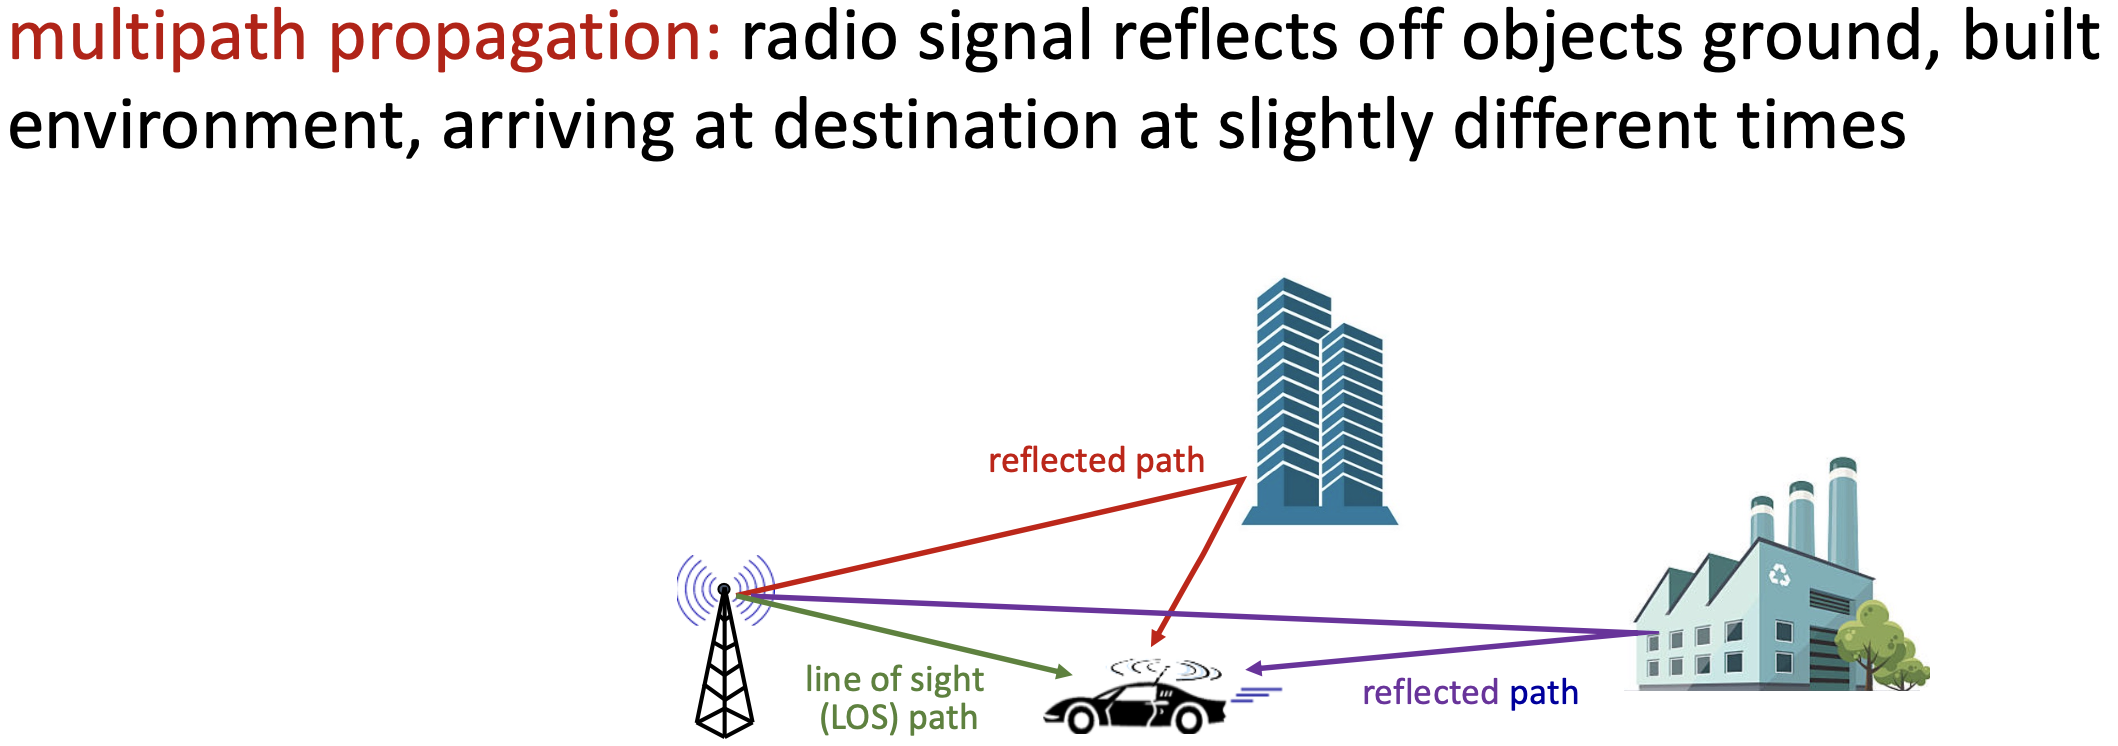 multipath propagation: radio signal reflects off objects ground, built
environment, arriving at destination at slightly different times
reflected path
line of sight
(LOS) path
reflected path